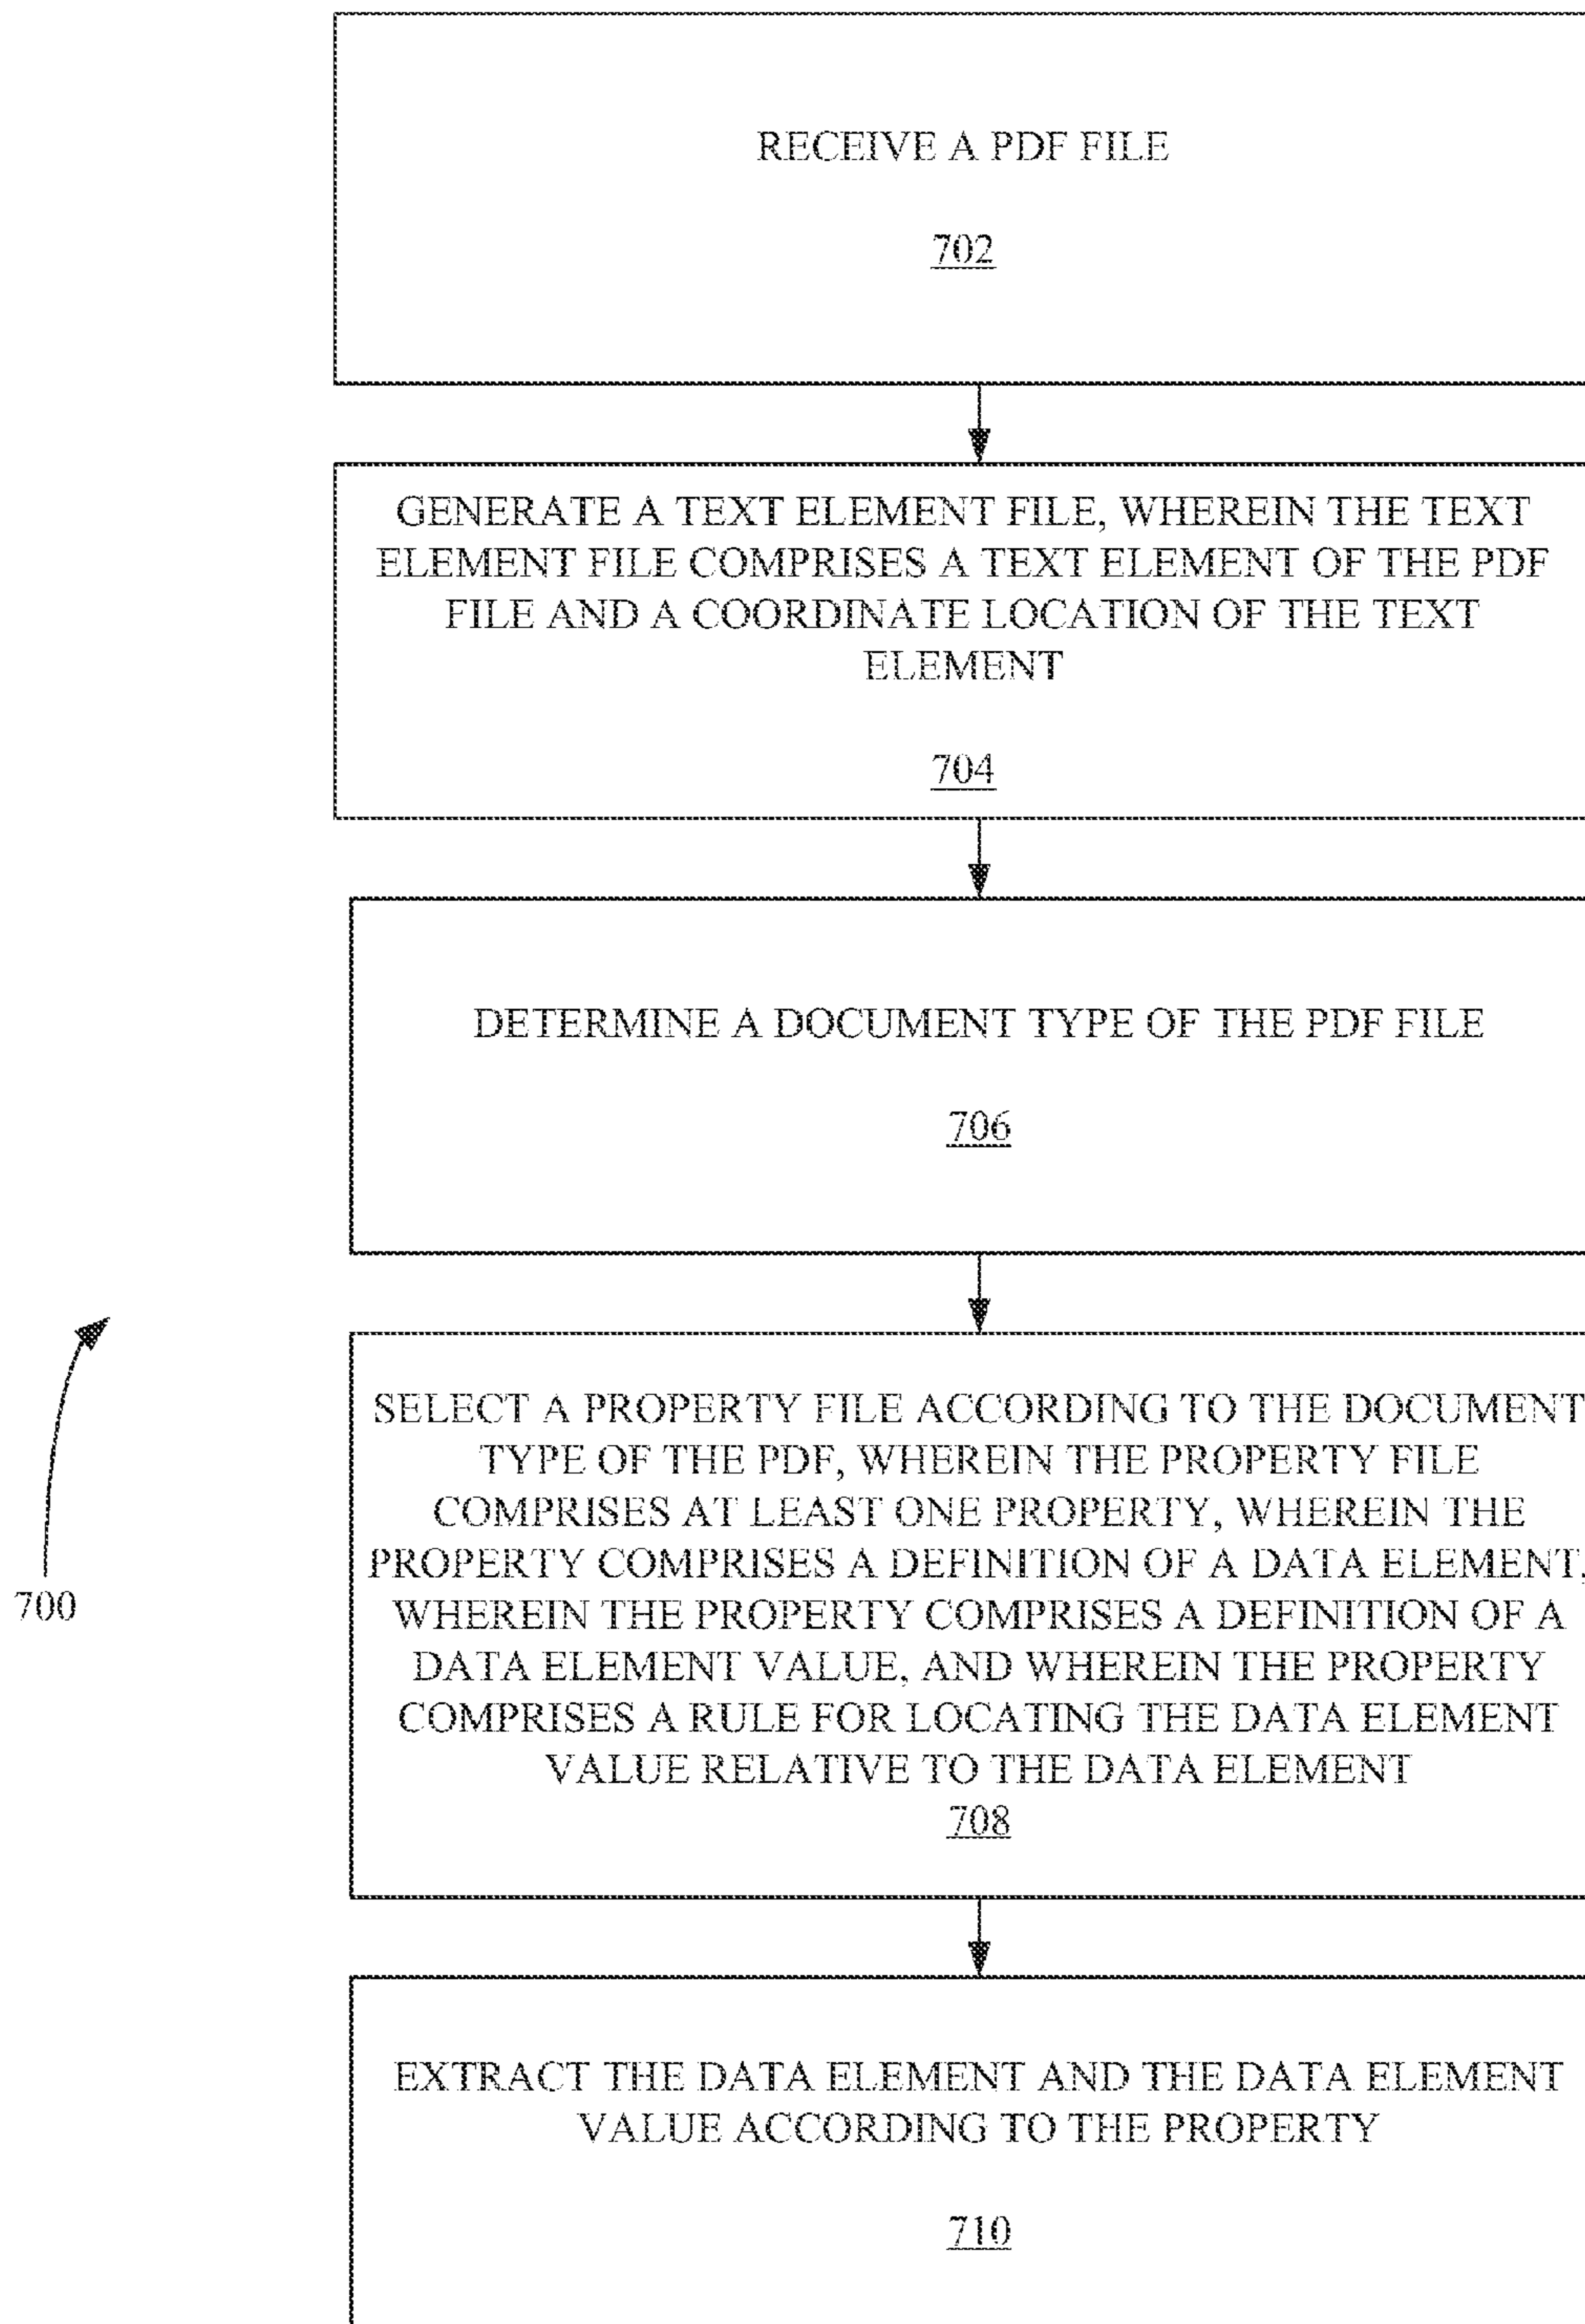 RECEIVE A PDF FILE
702
GENERATE A TEXT ELEMENT FILE, WHEREIN THE TEXT
ELEMENT FILE COMPRISES A TEXT ELEMENT OF THE PDF
FILE AND A COORDINATE LOCATION OF THE TEXT
ELEMENT
704
DETERMINE A DOCUMENT TYPE OF THE PDF FILE
706
SELECT A PROPERTY FILE ACCORDING TO THE DOCUMENT
TYPE OF THE PDF, WHEREIN THE PROPERTY FILE
COMPRISES AT LEAST ONE PROPERTY, WHEREIN THE
PROPERTY COMPRISES A DEFINITION OF A DATA ELEMENT,
WHEREIN THE PROPERTY COMPRISES A DEFINITION OF A
DATA ELEMENT VALUE, AND WHEREIN THE PROPERTY
COMPRISES A RULE FOR LOCATING THE DATA ELEMENT
VALUE RELATIVE TO THE DATA ELEMENT
708
700
EXTRACT THE DATA ELEMENT AND THE DATA ELEMENT
VALUE ACCORDING TO THE PROPERTY
710